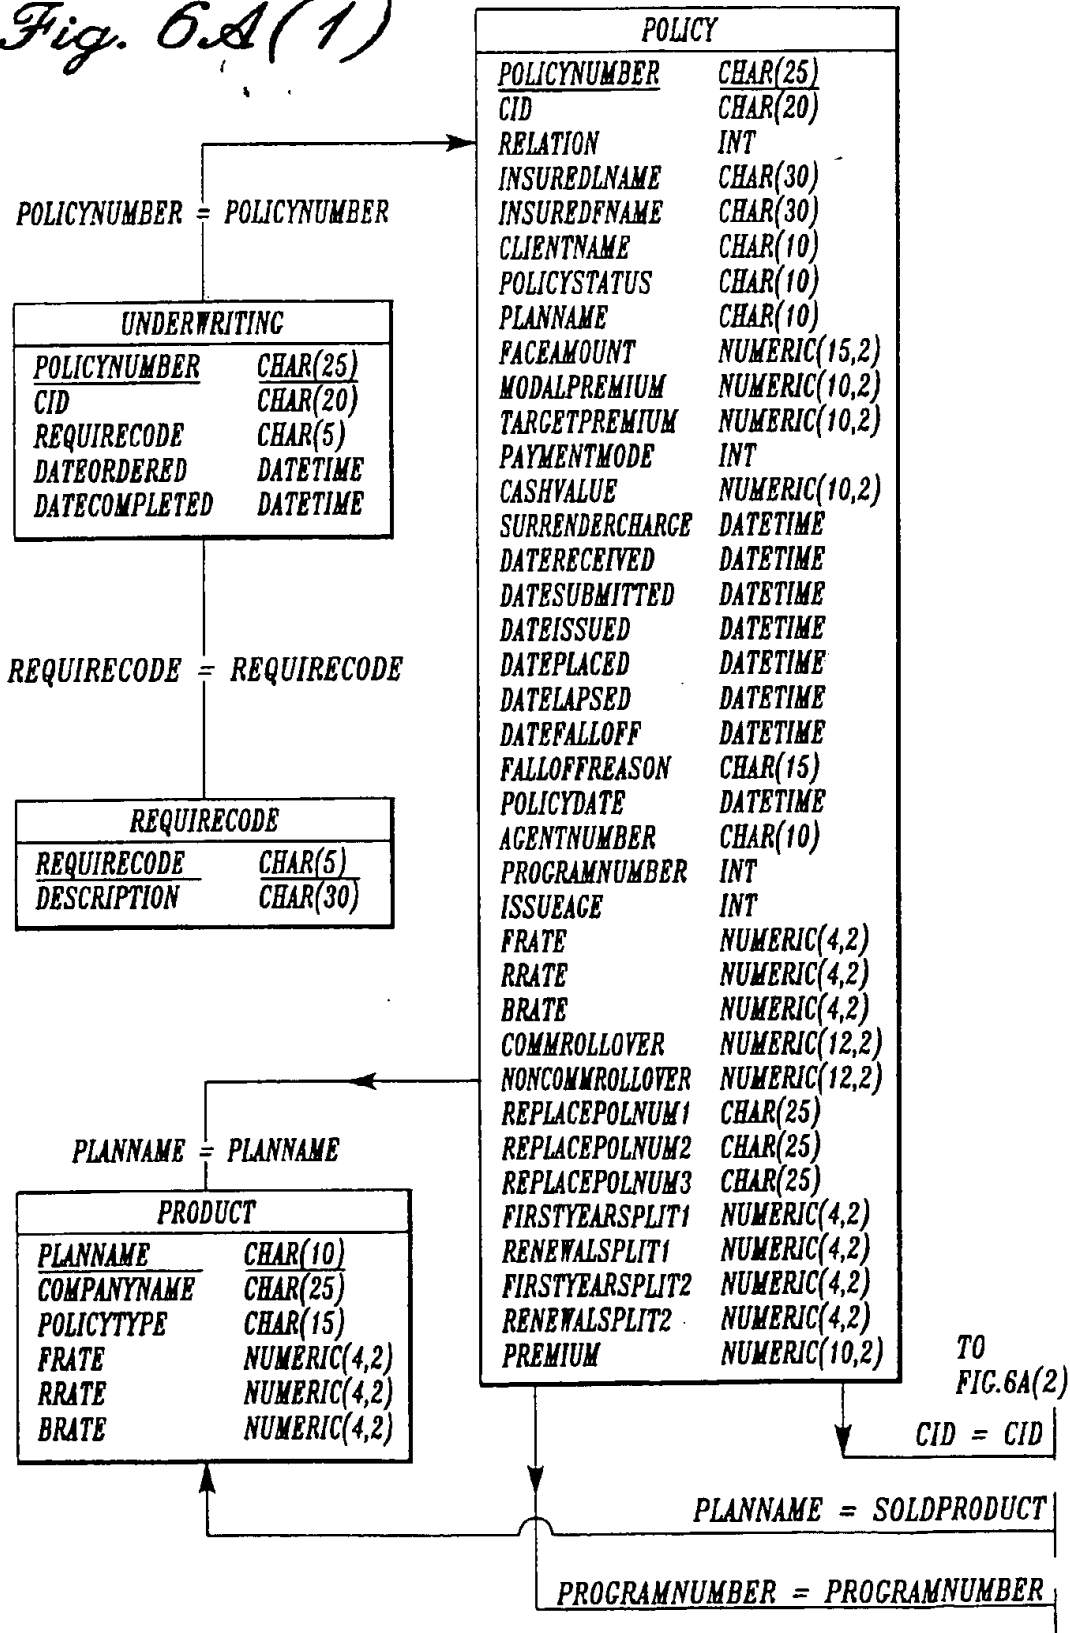 Fig. 6A(1)
POLICY
POLICYNUMBER CHAR(25)
CID CHAR(20)
RELATION INT
INSUREDLNAME CHAR(30)
INSUREDFNAME CHAR(30)
CLIENTNAME CHAR(10)
POLICYSTATUS CHAR(10)
PLANNAME CHAR(10)
FACEAMOUNT NUMERIC(15,2)
MODALPREMIUM NUMERIC(10,2)
TARGETPREMIUM NUMERIC(10,2)
PAYMENTMODE INT
CASHVALUE NUMERIC(10,2)
SURRENDERCHARGE DATETIME
DATERECEIVED DATETIME
DATESUBMITTED DATETIME
DATEISSUED DATETIME
DATEPLACED DATETIME
DATELAPSED DATETIME
DATEFALLOFF DATETIME
FALLOFFREASON CHAR(15)
POLICYDATE DATETIME
AGENTNUMBER CHAR(10)
PROGRAMNUMBER INT
ISSUEAGE INT
FRATE NUMERIC(4,2)
RRATE NUMERIC(4,2)
BRATE NUMERIC(4,2)
COMMROLLOVER NUMERIC(12,2)
NONCOMMROLLOVER NUMERIC(12,2)
REPLACEPOLNUM1 CHAR(25)
REPLACEPOLNUM2 CHAR(25)
REPLACEPOLNUM3 CHAR(25)
FIRSTYEARSPLIT1 NUMERIC(4,2)
RENEWALSPLIT1 NUMERIC(4,2)
FIRSTYEARSPLIT2 NUMERIC(4,2)
RENEWALSPLIT2 NUMERIC(4,2)
PREMIUM NUMERIC(10,2)
POLICYNUMBER = POLICYNUMBER
UNDERWRITING
POLICYNUMBER CHAR(25)
CID CHAR(20)
REQUIRECODE CHAR(5)
DATEORDERED DATETIME
DATECOMPLETED DATETIME
REQUIRECODE = REQUIRECODE
REQUIRECODE
REQUIRECODE CHAR(5)
DESCRIPTION CHAR(30)
PLANNAME = PLANNAME
PRODUCT
PLANNAME CHAR(10)
COMPANYNAME CHAR(25)
POLICYTYPE CHAR(15)
FRATE NUMERIC(4,2)
RRATE NUMERIC(4,2)
BRATE NUMERIC(4,2)
TO
FIG.6A(2)
CID = CID
PLANNAME = SOLDPRODUCT
PROGRAMNUMBER = PROGRAMNUMBER